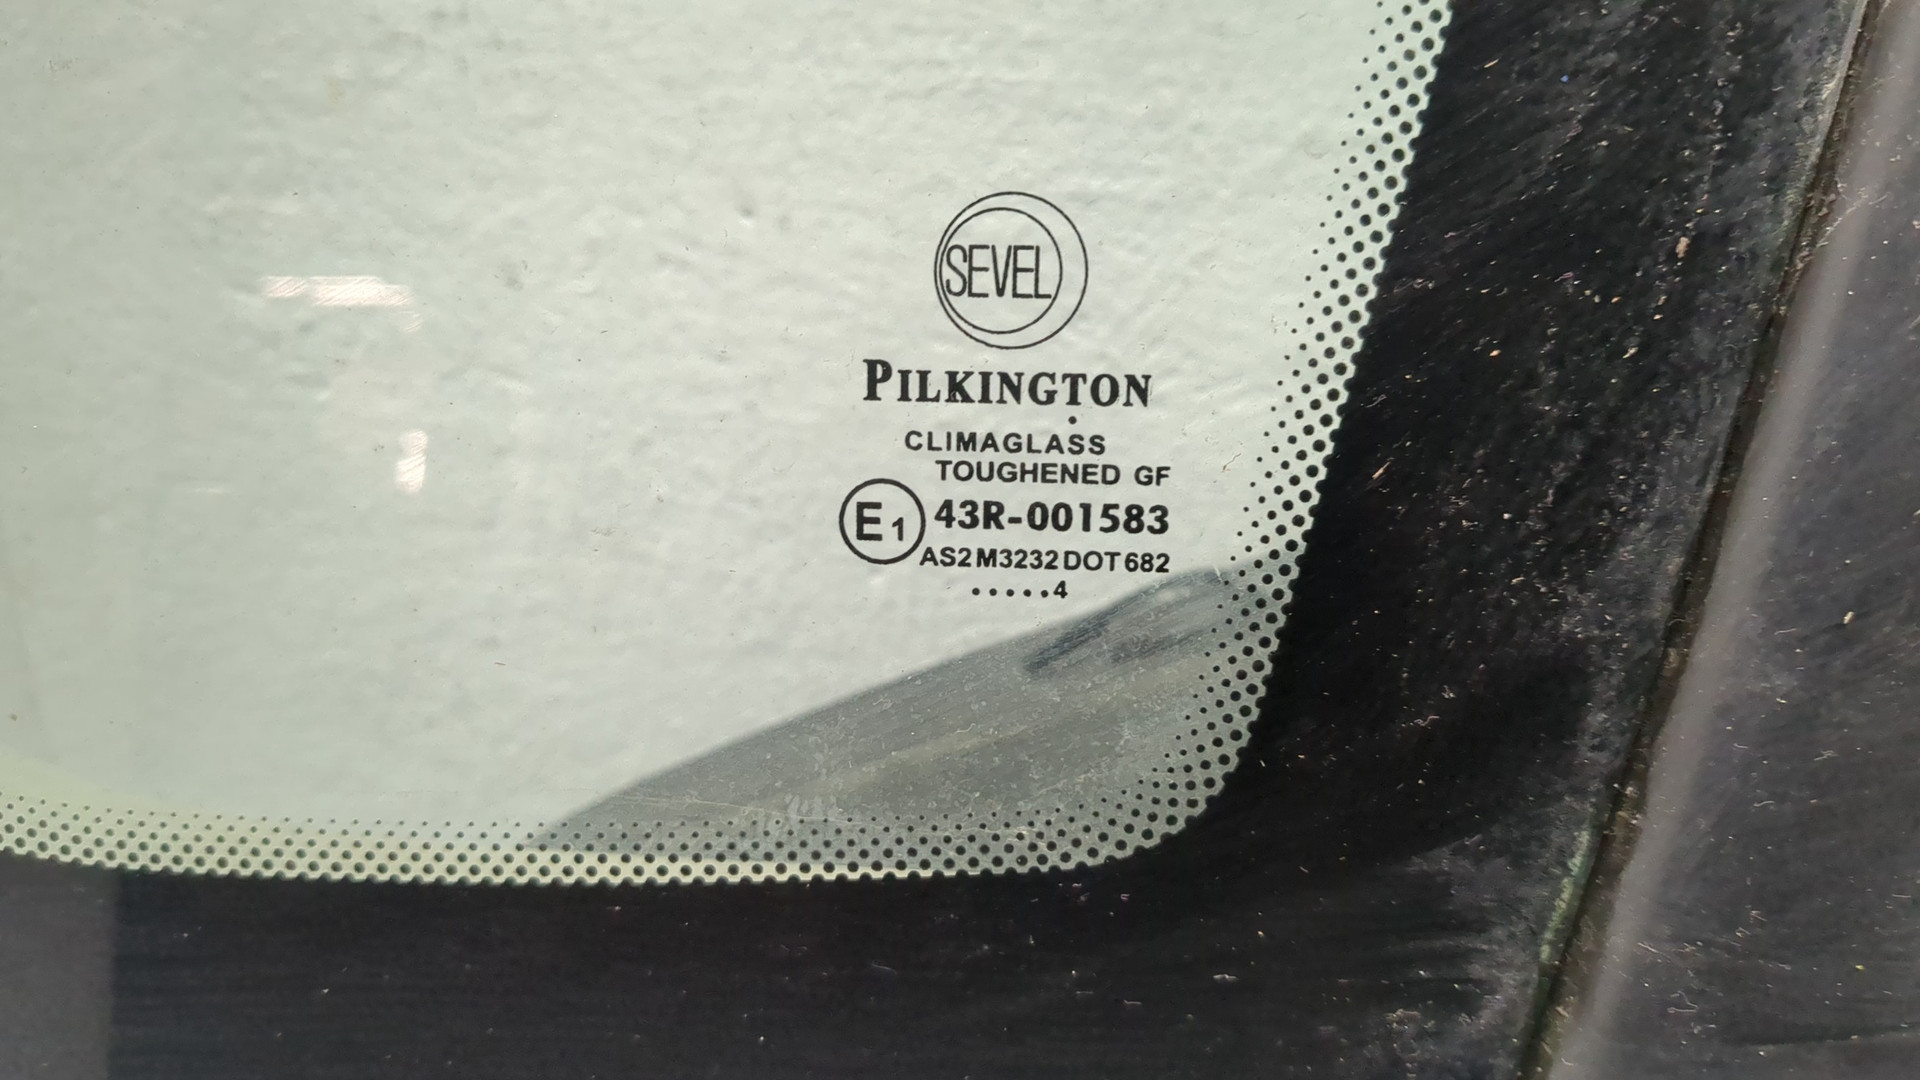 SEVEL
PILKINGTON
CLIMAGLASS
TOUGHENED GF
E1 43R-001583
AS2 M3232 DOT 682
.....4